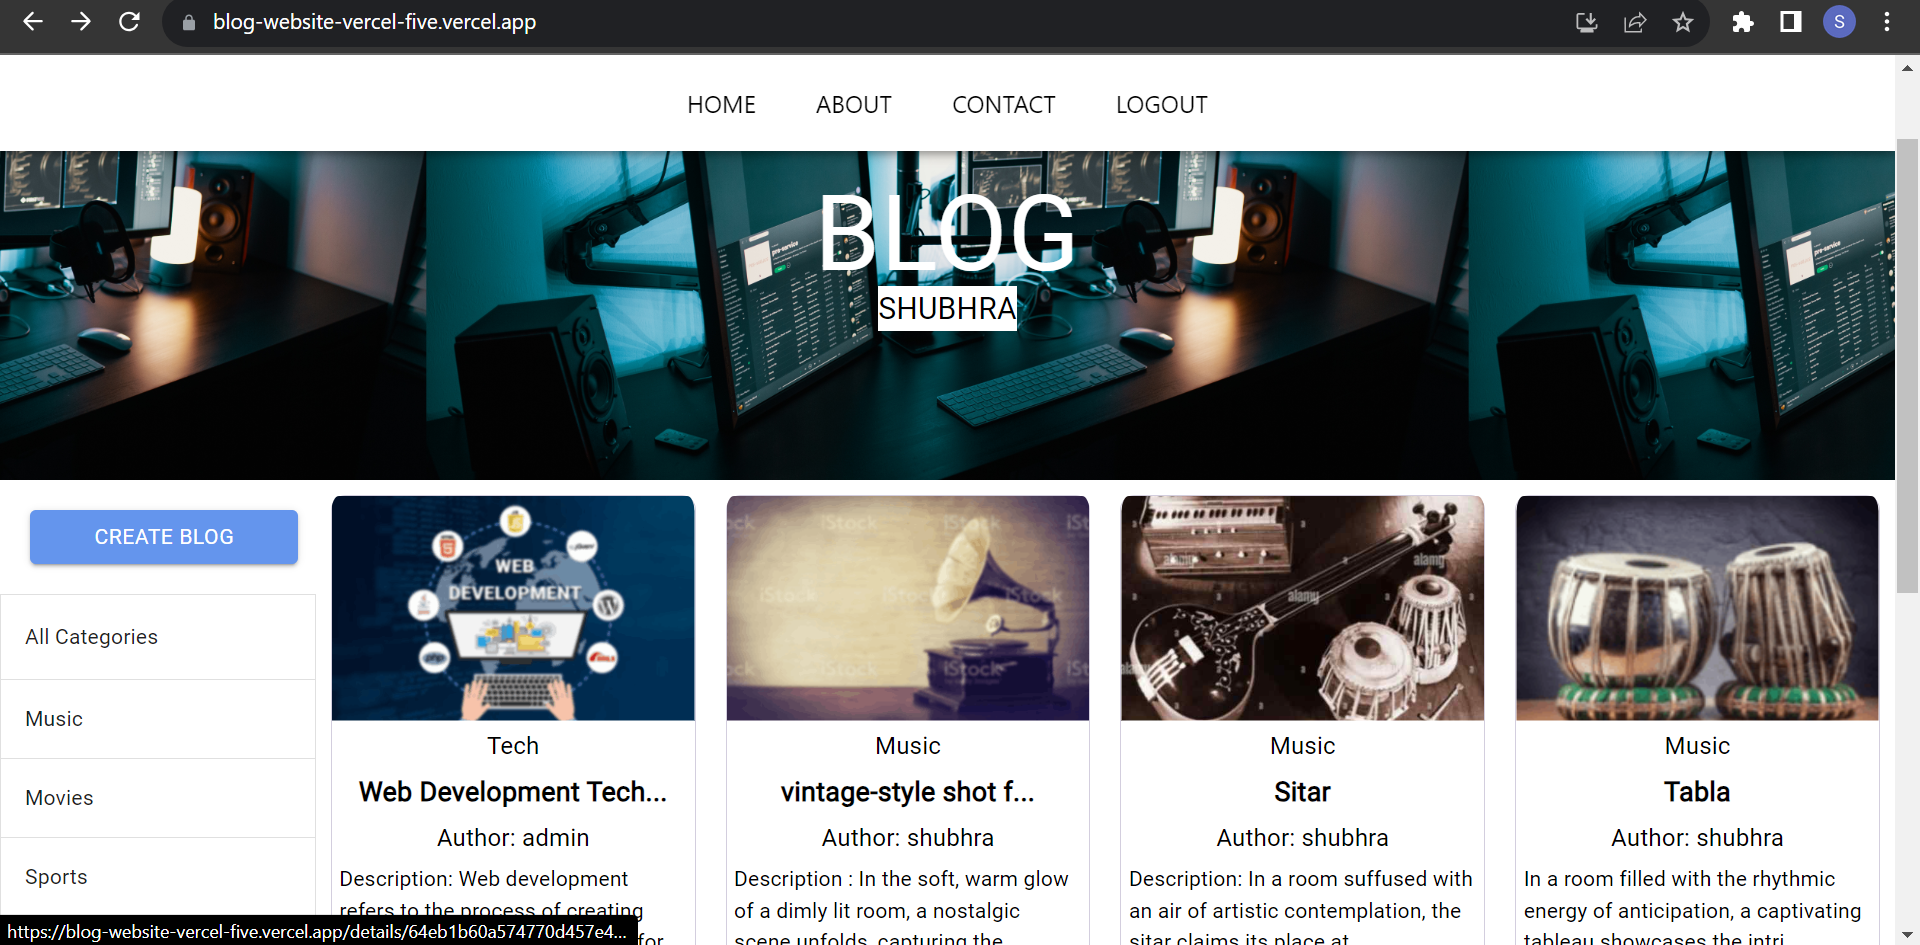 blog-website-vercel-five.vercel.app
S
HOME ABOUT CONTACT LOGOUT
BLOG
SHUBHRA
CREATE BLOG
All Categories
Music
Movies
Sports
WEB
DEVELOPMENT
Tech
Web Development Tech...
Author: admin
Description: Web development
refers to the process of creating
for
iStock
Music
vintage-style shot f...
Author: shubhra
Description : In the soft, warm glow
of a dimly lit room, a nostalgic
scene unfolds, capturing the
alamy
Music
Sitar
Author: shubhra
Description: In a room suffused with
an air of artistic contemplation, the
sitar claims its place at
Music
Tabla
Author: shubhra
In a room filled with the rhythmic
energy of anticipation, a captivating
tableau showcases the intri
https://blog-website-vercel-five.vercel.app/details/64eb1b60a574770d457e4...